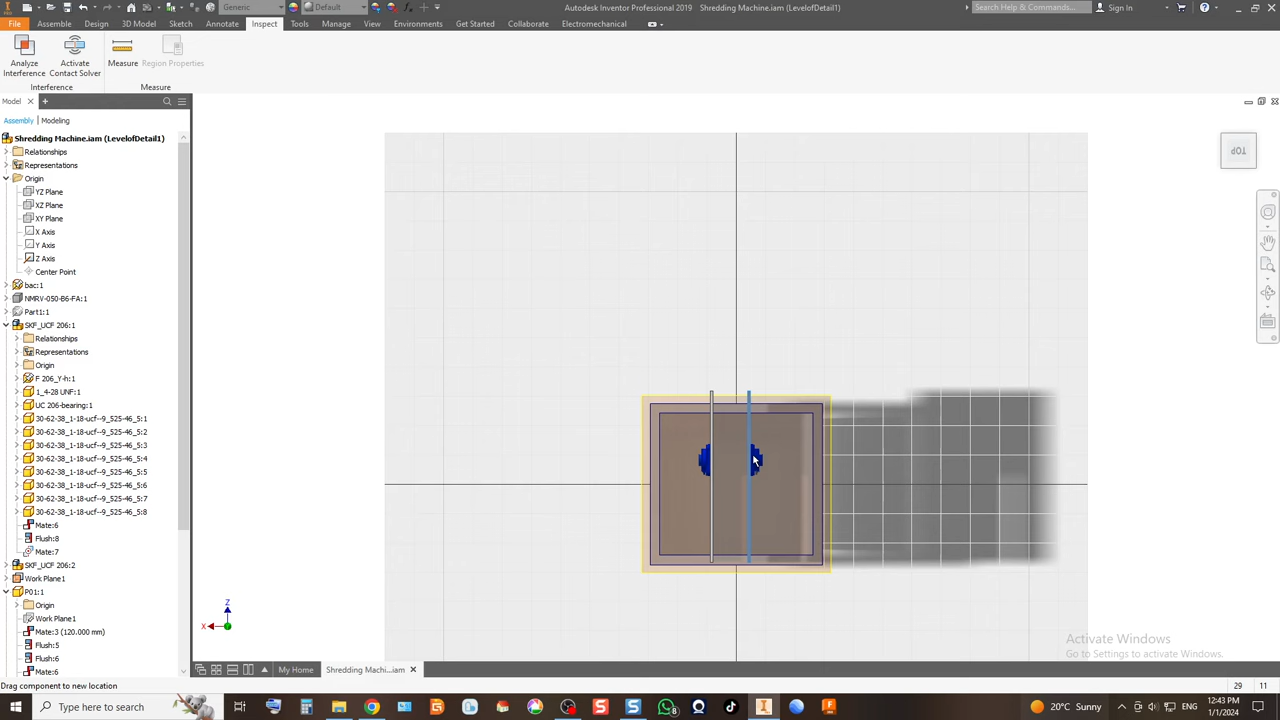 Generic
Default
Autodesk Inventor Professional 2019   Shredding Machine.iam (LevelofDetail1)
Search Help & Commands...
Sign In
File
Assembly
Design
3D Model
Sketch
Annotate
Inspect
Tools
Manage
View
Environments
Get Started
Collaborate
Electromechanical
Analyze
Interference
Activate
Contact Solver
Measure
Region Properties
Interference
Measure
Model
Assembly
Modeling
Shredding Machine.iam (LevelofDetail1)
Relationships
Representations
Origin
YZ Plane
XZ Plane
XY Plane
X Axis
Y Axis
Z Axis
Center Point
bac:1
NMRV-050-B6-FA:1
Part1:1
SKF_UCF 206:1
Relationships
Representations
Origin
F 206_Y-h:1
1_4-28 UNF:1
UC 206-bearing:1
30-62-38_1-18-ucf--9_525-46_5:1
30-62-38_1-18-ucf--9_525-46_5:2
30-62-38_1-18-ucf--9_525-46_5:3
30-62-38_1-18-ucf--9_525-46_5:4
30-62-38_1-18-ucf--9_525-46_5:5
30-62-38_1-18-ucf--9_525-46_5:6
30-62-38_1-18-ucf--9_525-46_5:7
30-62-38_1-18-ucf--9_525-46_5:8
Mate:6
Flush:8
Mate:7
SKF_UCF 206:2
Work Plane1
P01:1
Origin
Work Plane1
Mate:3 (120.000 mm)
Flush:5
Flush:6
Mate:6
TOP
Z
X
Activate Windows
Go to Settings to activate Windows.
My Home
Shredding Machi...iam
Drag component to new location
29
11
Type here to search
20°C Sunny
ENG
12:43 PM
1/1/2024